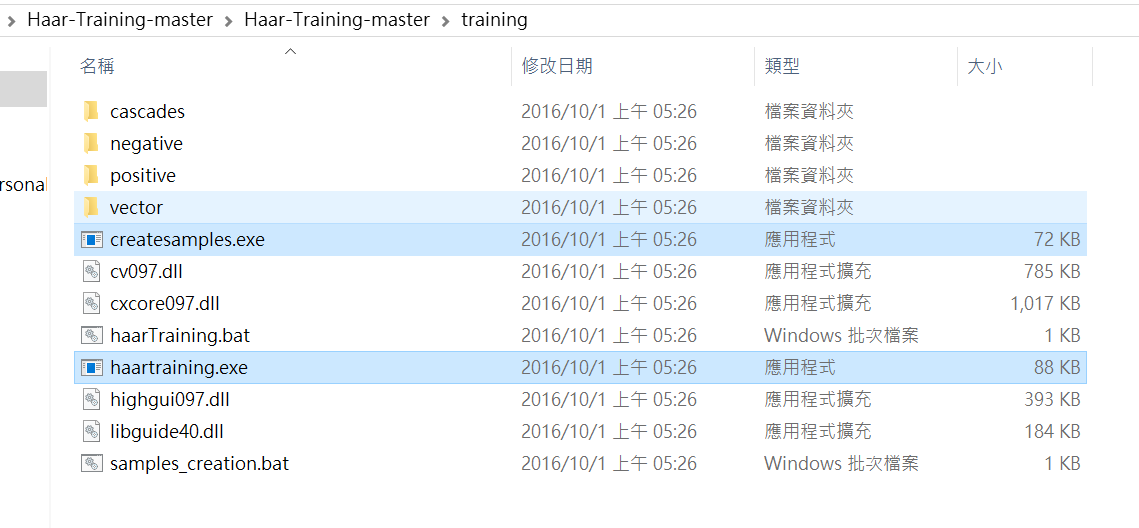 Haar-Training-master > Haar-Training-master > training
名稱 修改日期 類型 大小
cascades 2016/10/1 上午 05:26 檔案資料夾
negative 2016/10/1 上午 05:26 檔案資料夾
positive 2016/10/1 上午 05:26 檔案資料夾
rsonal
vector 2016/10/1 上午 05:26 檔案資料夾
createsamples.exe 2016/10/1 上午 05:26 應用程式 72 KB
cv097.dll 2016/10/1 上午 05:26 應用程式擴充 785 KB
cxcore097.dll 2016/10/1 上午 05:26 應用程式擴充 1,017 KB
haarTraining.bat 2016/10/1 上午 05:26 Windows 批次檔案 1 KB
haartraining.exe 2016/10/1 上午 05:26 應用程式 88 KB
highgui097.dll 2016/10/1 上午 05:26 應用程式擴充 393 KB
libguide40.dll 2016/10/1 上午 05:26 應用程式擴充 184 KB
samples_creation.bat 2016/10/1 上午 05:26 Windows 批次檔案 1 KB